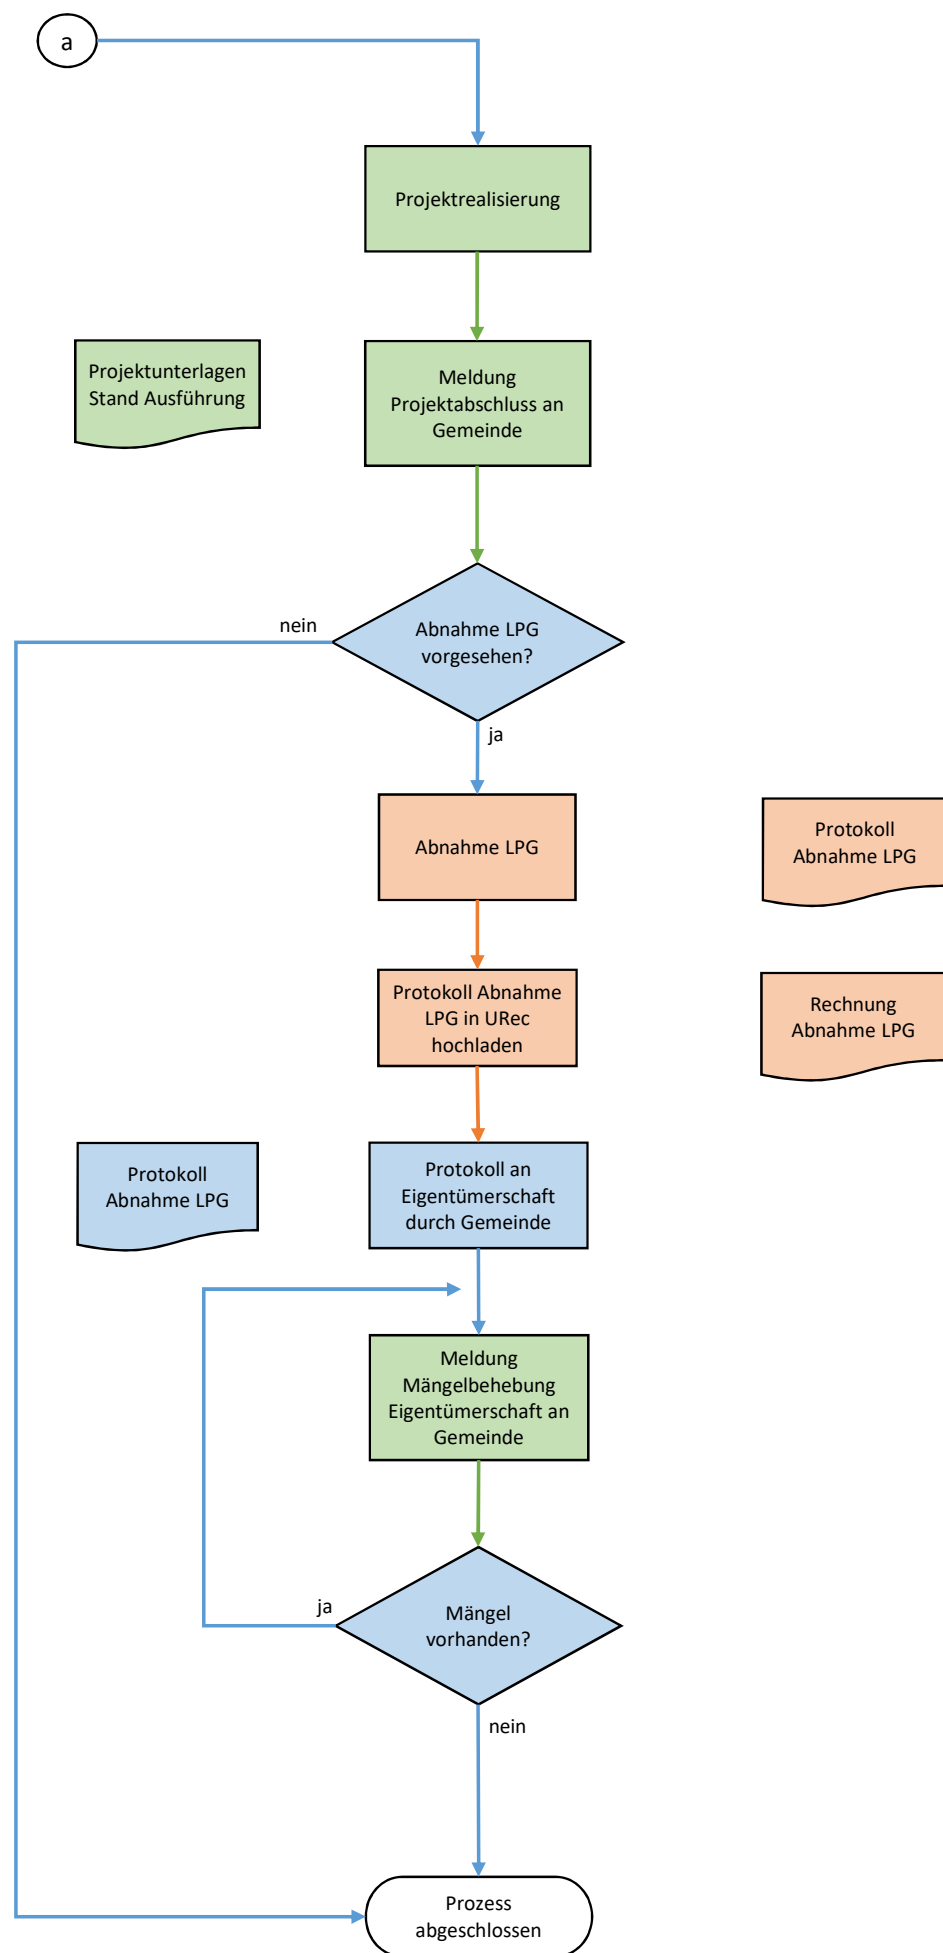 a
Projektrealisierung
Projektunterlagen
Stand Ausführung
Meldung
Projektabschluss an
Gemeinde
nein
Abnahme LPG
vorgesehen?
ja
Abnahme LPG
Protokoll
Abnahme LPG
Protokoll Abnahme
LPG in URec
hochladen
Rechnung
Abnahme LPG
Protokoll
Abnahme LPG
Protokoll an
Eigentümerschaft
durch Gemeinde
Meldung
Mängelbehebung
Eigentümerschaft an
Gemeinde
ja
Mängel
vorhanden?
nein
Prozess
abgeschlossen